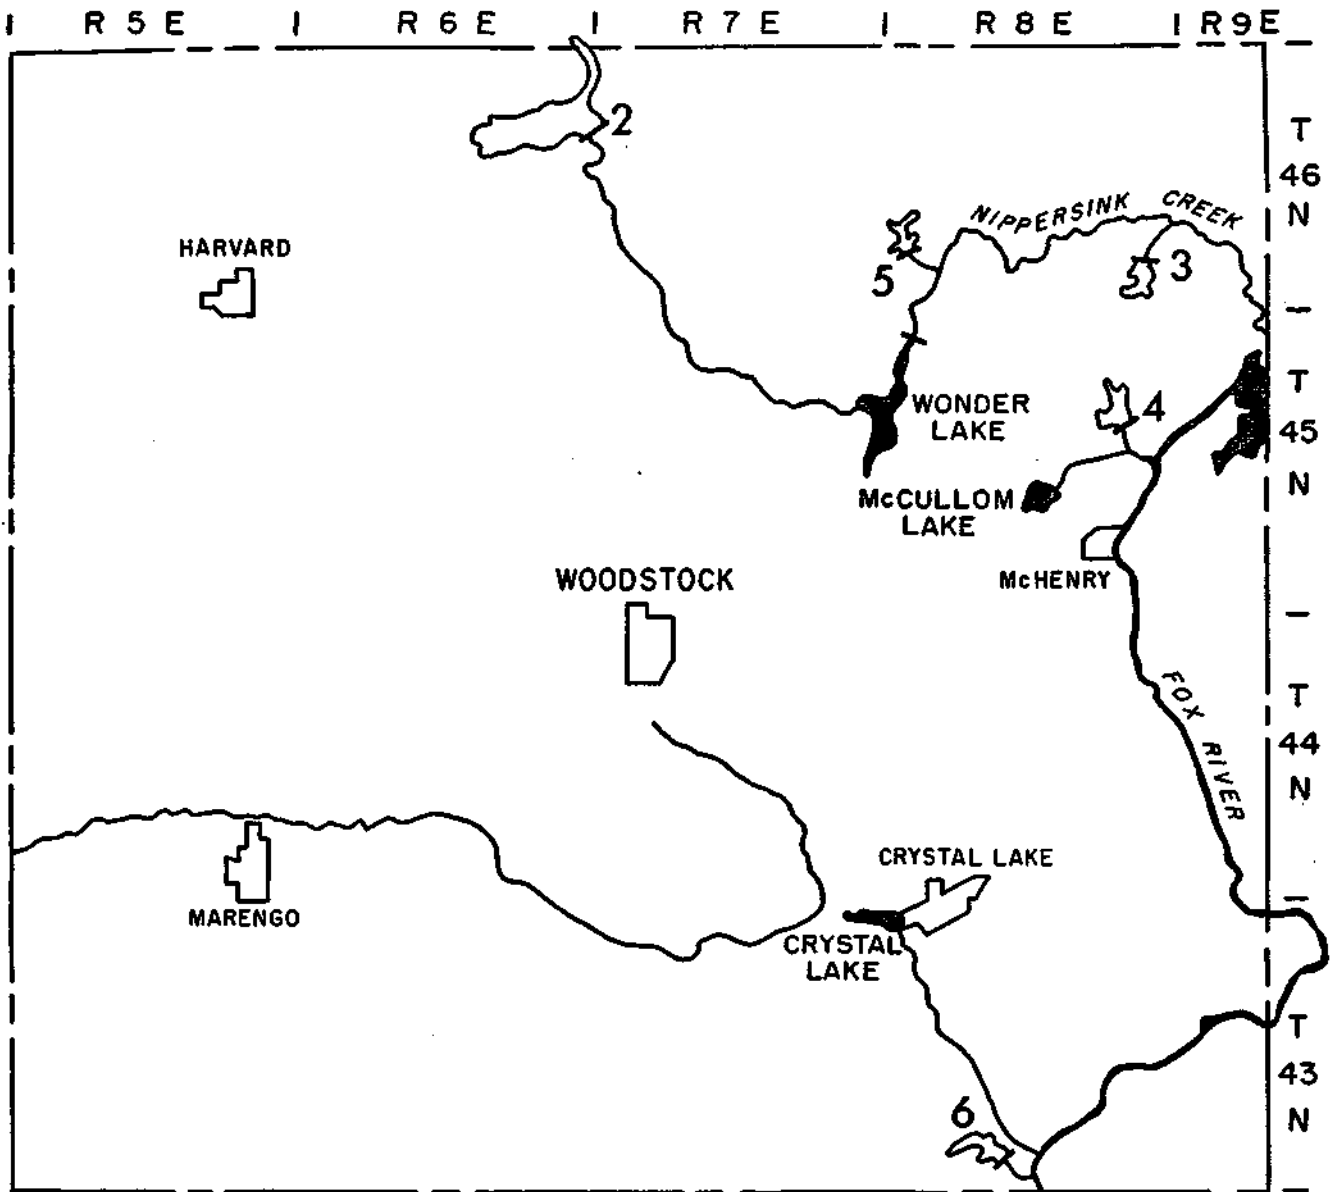 R 5 E R 6 E R 7 E R 8 E R 9 E
2
T
46
N
NIPPERSINK CREEK
HARVARD
5
3
T
45
N
WONDER
LAKE
4
McCULLOM
LAKE
McHENRY
WOODSTOCK
FOX RIVER
T
44
N
CRYSTAL LAKE
MARENGO
CRYSTAL
LAKE
T
43
N
6